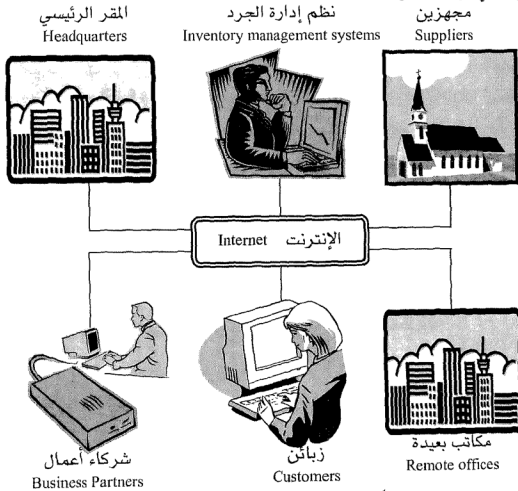 المقر الرئيسي
Headquarters
نظم إدارة الجرد
Inventory management systems
مجهزين
Suppliers
Internet الإنترنت
شركاء أعمال
Business Partners
زبائن
Customers
مكاتب بعيدة
Remote offices